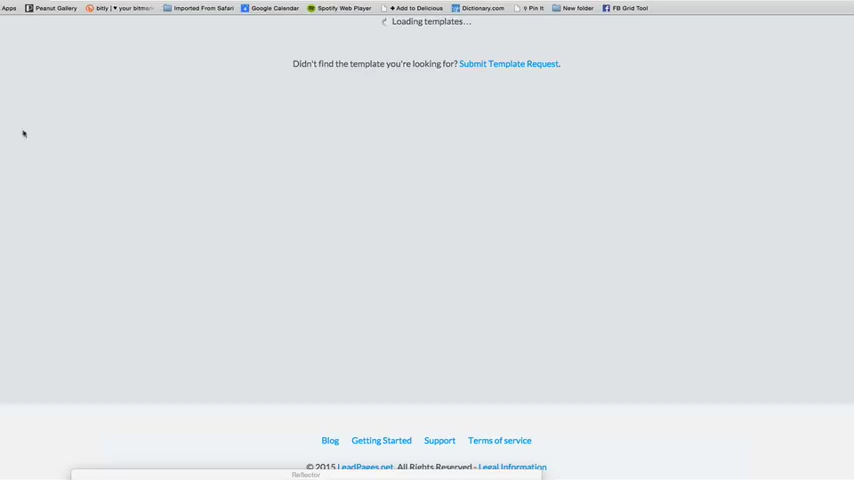 Apps Peanut Gallery bitly | ♥ your bitmark Imported From Safari Google Calendar Spotify Web Player + Add to Delicious Dictionary.com Pin It New folder FB Grid Tool
Loading templates...
Didn't find the template you're looking for? Submit Template Request.
Blog Getting Started Support Terms of service
© 2015 LeadPages.net. All Rights Reserved - Legal Information
Reflector